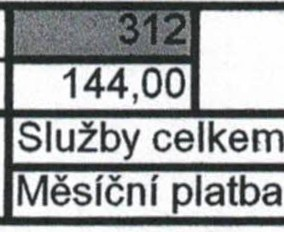 312
144,00
Služby celkem
Měsíční platba